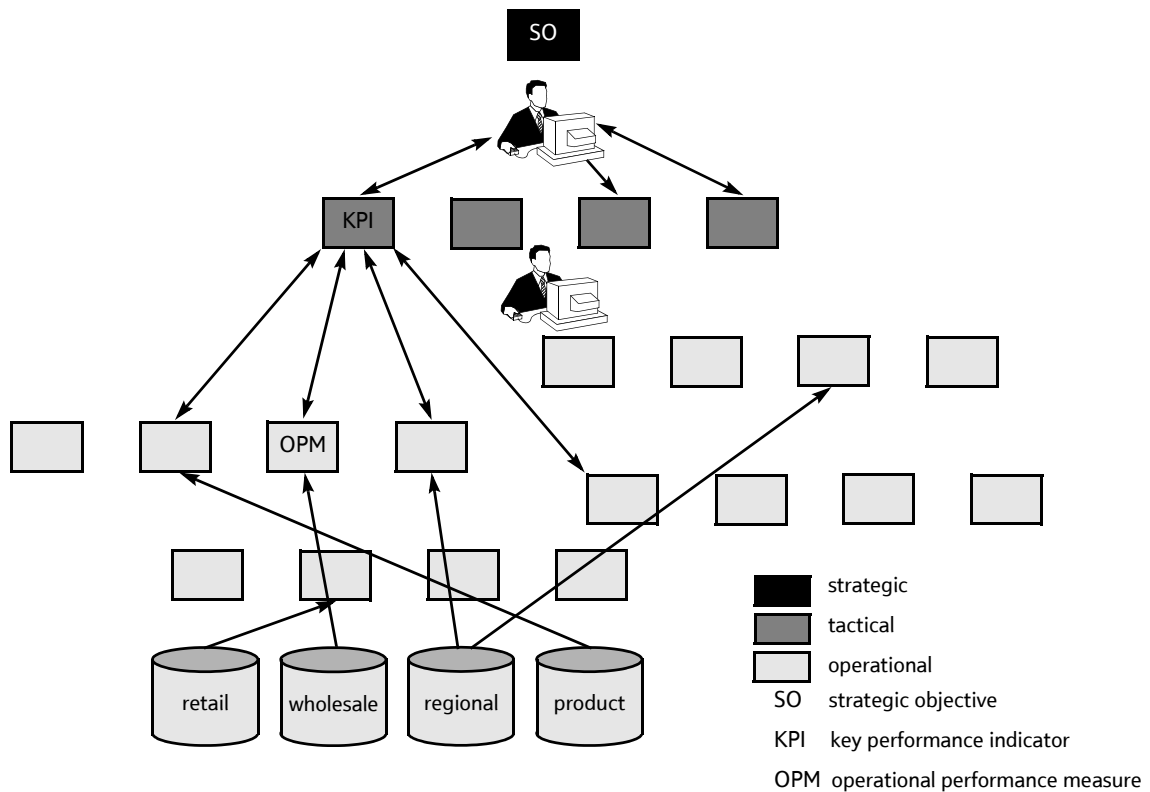 SO
KPI
OPM
retail
wholesale
regional
product
strategic
tactical
operational
SO strategic objective
KPI key performance indicator
OPM operational performance measure